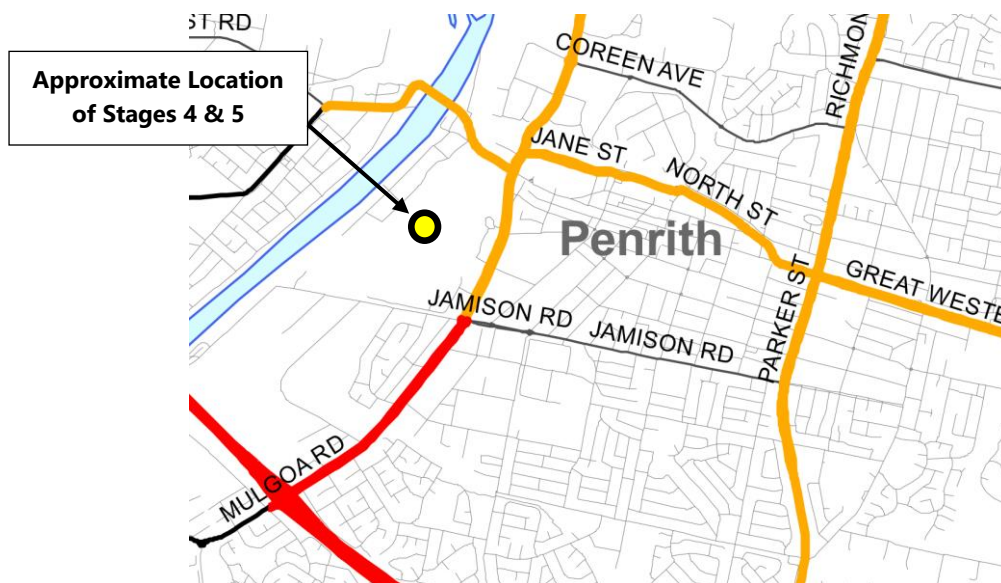 ST RD
Approximate Location
of Stages 4 & 5
COREEN AVE
RICHMON
JANE ST
NORTH ST
Penrith
PARKER ST
GREAT WESTE
JAMISON RD
JAMISON RD
MULGOA RD